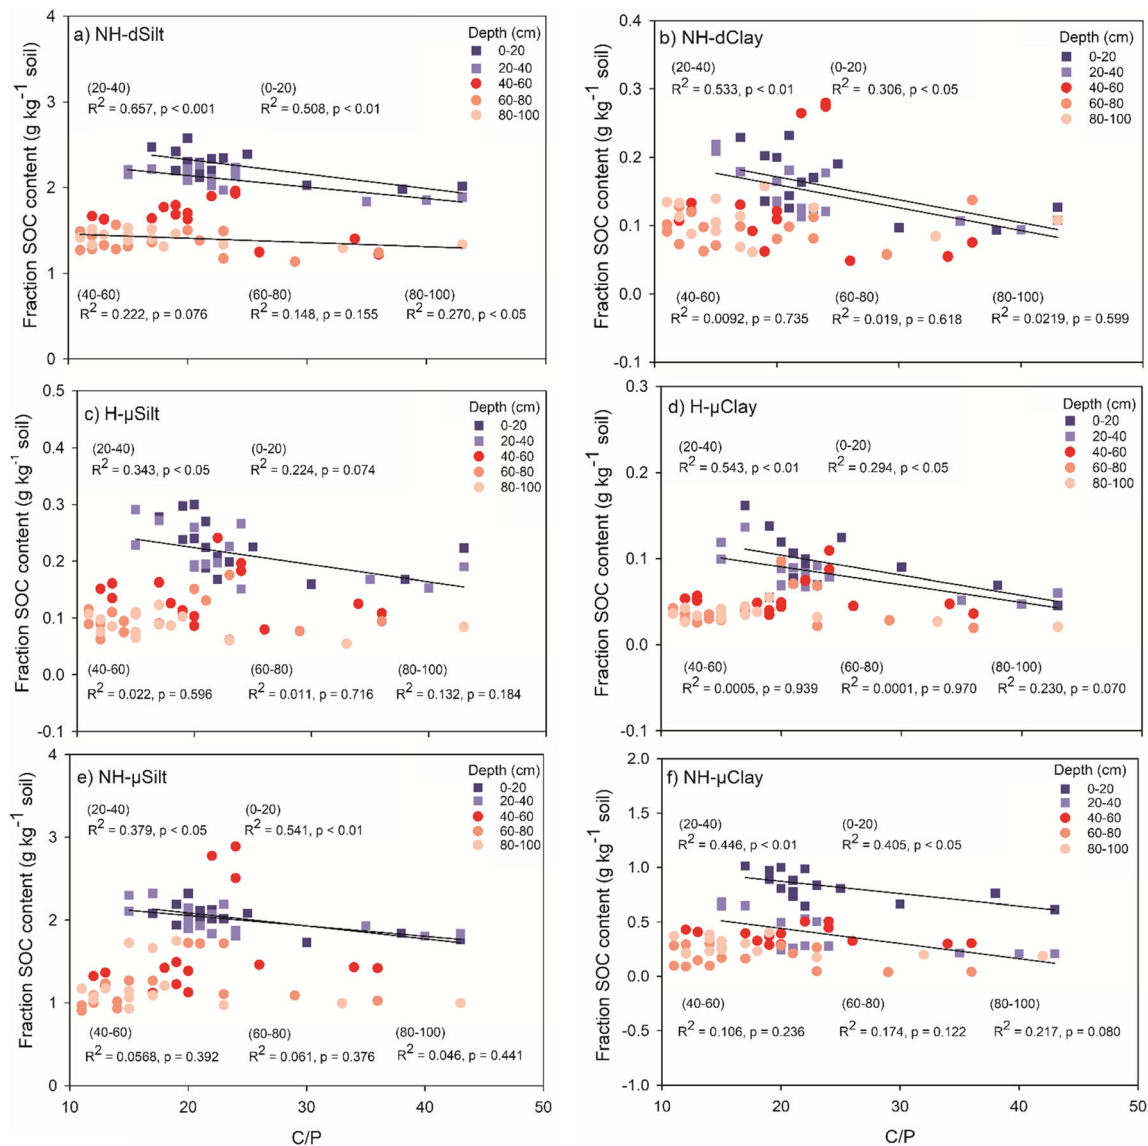 4
3
2
1
0
Fraction SOC content (g kg⁻¹ soil)
a) NH-dSilt
Depth (cm)
0-20
20-40
40-60
60-80
80-100
(20-40)
R² = 0.657, p < 0.001
(0-20)
R² = 0.508, p < 0.01
(40-60)
R² = 0.222, p = 0.076
(60-80)
R² = 0.148, p = 0.155
(80-100)
R² = 0.270, p < 0.05
0.4
0.3
0.2
0.1
0.0
-0.1
Fraction SOC content (g kg⁻¹ soil)
b) NH-dClay
Depth (cm)
0-20
20-40
40-60
60-80
80-100
(20-40)
R² = 0.533, p < 0.01
(0-20)
R² = 0.306, p < 0.05
(40-60)
R² = 0.0092, p = 0.735
(60-80)
R² = 0.019, p = 0.618
(80-100)
R² = 0.0219, p = 0.599
0.5
0.4
0.3
0.2
0.1
0.0
-0.1
Fraction SOC content (g kg⁻¹ soil)
c) H-µSilt
Depth (cm)
0-20
20-40
40-60
60-80
80-100
(20-40)
R² = 0.343, p < 0.05
(0-20)
R² = 0.224, p = 0.074
(40-60)
R² = 0.022, p = 0.596
(60-80)
R² = 0.011, p = 0.716
(80-100)
R² = 0.132, p = 0.184
0.3
0.2
0.1
0.0
-0.1
Fraction SOC content (g kg⁻¹ soil)
d) H-µClay
Depth (cm)
0-20
20-40
40-60
60-80
80-100
(20-40)
R² = 0.543, p < 0.01
(0-20)
R² = 0.294, p < 0.05
(40-60)
R² = 0.0005, p = 0.939
(60-80)
R² = 0.0001, p = 0.970
(80-100)
R² = 0.230, p = 0.070
4
3
2
1
0
Fraction SOC content (g kg⁻¹ soil)
e) NH-µSilt
Depth (cm)
0-20
20-40
40-60
60-80
80-100
(20-40)
R² = 0.379, p < 0.05
(0-20)
R² = 0.541, p < 0.01
(40-60)
R² = 0.0568, p = 0.392
(60-80)
R² = 0.061, p = 0.376
(80-100)
R² = 0.046, p = 0.441
10 20 30 40 50
C/P
2.0
1.5
1.0
0.5
0.0
-0.5
-1.0
Fraction SOC content (g kg⁻¹ soil)
f) NH-µClay
Depth (cm)
0-20
20-40
40-60
60-80
80-100
(20-40)
R² = 0.446, p < 0.01
(0-20)
R² = 0.405, p < 0.05
(40-60)
R² = 0.106, p = 0.236
(60-80)
R² = 0.174, p = 0.122
(80-100)
R² = 0.217, p = 0.080
10 20 30 40 50
C/P